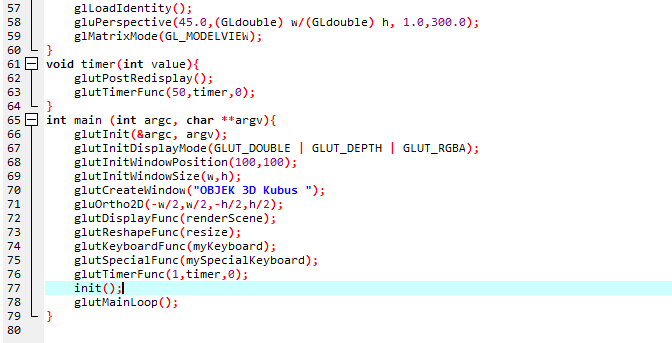 57 glLoadIdentity();
58 gluPerspective(45.0,(GLdouble) w/(GLdouble) h, 1.0,300.0);
59 glMatrixMode(GL_MODELVIEW);
60 }
61 void timer(int value){
62 glutPostRedisplay();
63 glutTimerFunc(50,timer,0);
64 }
65 int main (int argc, char **argv){
66 glutInit(&argc, argv);
67 glutInitDisplayMode(GLUT_DOUBLE | GLUT_DEPTH | GLUT_RGBA);
68 glutInitWindowPosition(100,100);
69 glutInitWindowSize(w,h);
70 glutCreateWindow("OBJEK 3D Kubus ");
71 gluOrtho2D(-w/2,w/2,-h/2,h/2);
72 glutDisplayFunc(renderScene);
73 glutReshapeFunc(resize);
74 glutKeyboardFunc(myKeyboard);
75 glutSpecialFunc(mySpecialKeyboard);
76 glutTimerFunc(1,timer,0);
77 init();
78 glutMainLoop();
79 }
80